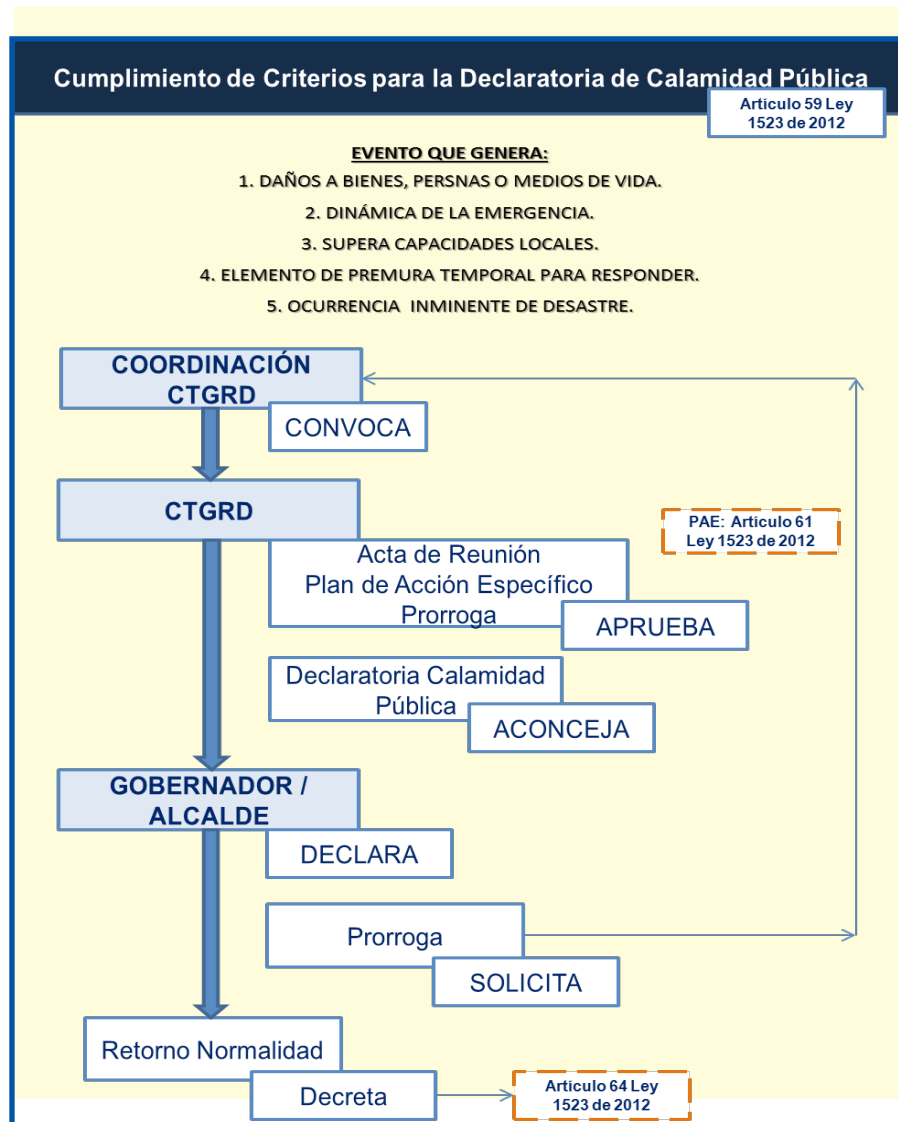 Cumplimiento de Criterios para la Declaratoria de Calamidad Pública
Artículo 59 Ley
1523 de 2012
EVENTO QUE GENERA:
1. DAÑOS A BIENES, PERSNAS O MEDIOS DE VIDA.
2. DINÁMICA DE LA EMERGENCIA.
3. SUPERA CAPACIDADES LOCALES.
4. ELEMENTO DE PREMURA TEMPORAL PARA RESPONDER.
5. OCURRENCIA INMINENTE DE DESASTRE.
COORDINACIÓN
CTGRD
CONVOCA
CTGRD
PAE: Artículo 61
Ley 1523 de 2012
Acta de Reunión
Plan de Acción Específico
Prorroga
APRUEBA
Declaratoria Calamidad
Pública
ACONCEJA
GOBERNADOR /
ALCALDE
DECLARA
Prorroga
SOLICITA
Retorno Normalidad
Decreta
Artículo 64 Ley
1523 de 2012